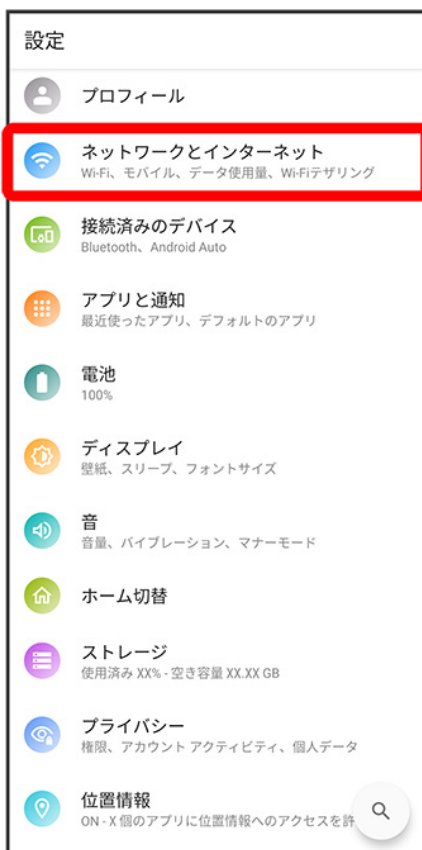 設定
プロフィール
ネットワークとインターネット
Wi-Fi、モバイル、データ使用量、Wi-Fiテザリング
接続済みのデバイス
Bluetooth、Android Auto
アプリと通知
最近使ったアプリ、デフォルトのアプリ
電池
100%
ディスプレイ
壁紙、スリープ、フォントサイズ
音
音量、バイブレーション、マナーモード
ホーム切替
ストレージ
使用済み XX% - 空き容量 XX.XX GB
プライバシー
権限、アカウント アクティビティ、個人データ
位置情報
ON - X 個のアプリに位置情報へのアクセスを許